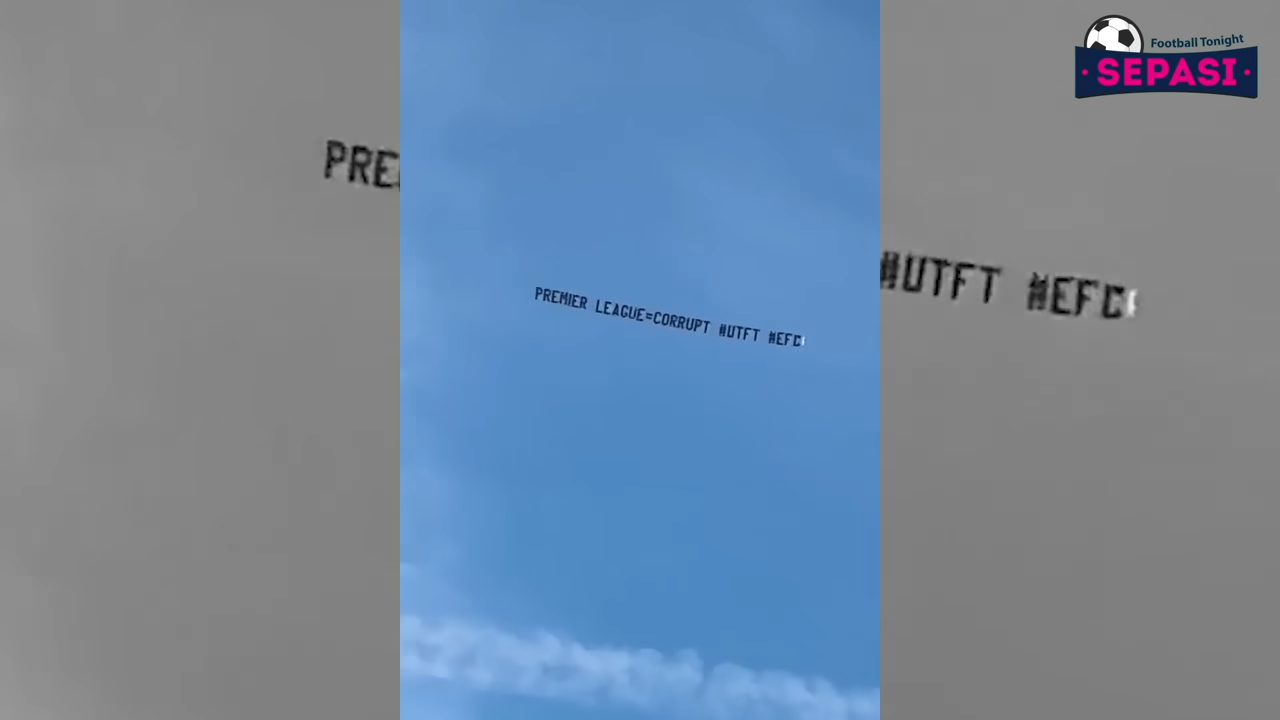 Football Tonight
SEPASI
PRE
PREMIER LEAGUE=CORRUPT #UTFT #EFC
#UTFT #EFC